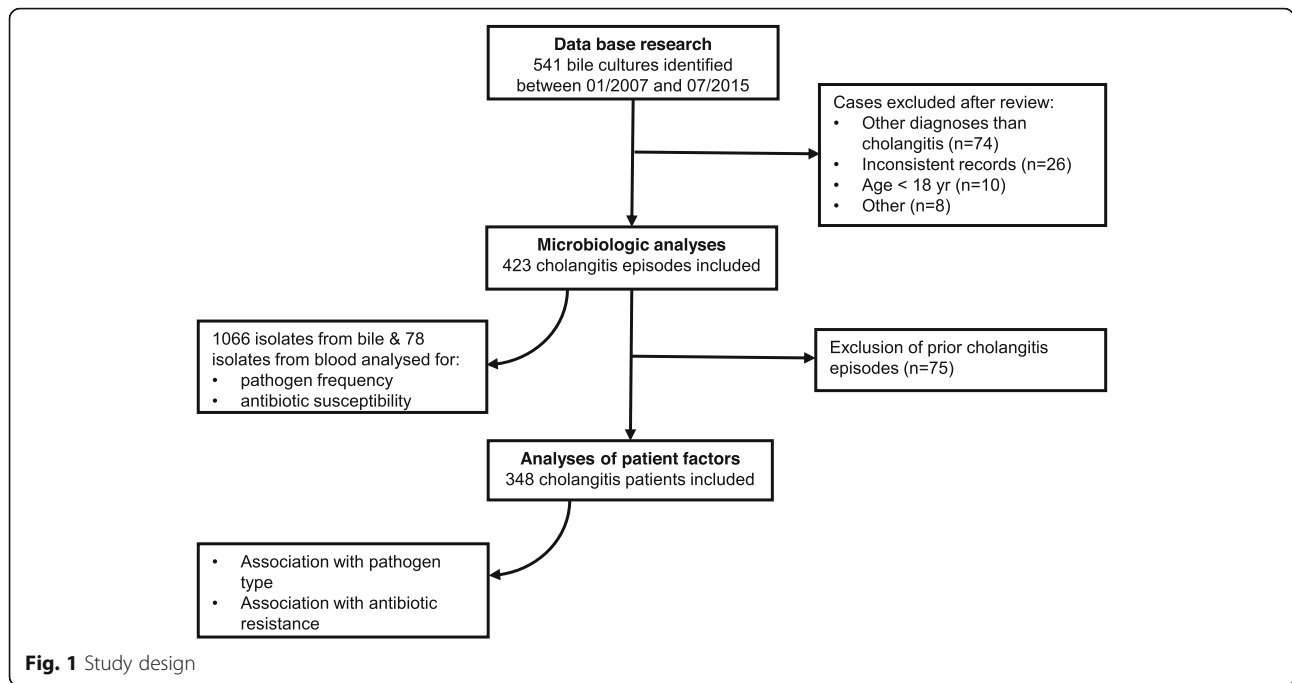 Data base research
541 bile cultures identified
between 01/2007 and 07/2015
Cases excluded after review:
• Other diagnoses than
cholangitis (n=74)
• Inconsistent records (n=26)
• Age < 18 yr (n=10)
• Other (n=8)
Microbiologic analyses
423 cholangitis episodes included
1066 isolates from bile & 78
isolates from blood analysed for:
• pathogen frequency
• antibiotic susceptibility
Exclusion of prior cholangitis
episodes (n=75)
Analyses of patient factors
348 cholangitis patients included
• Association with pathogen
type
• Association with antibiotic
resistance
Fig. 1 Study design